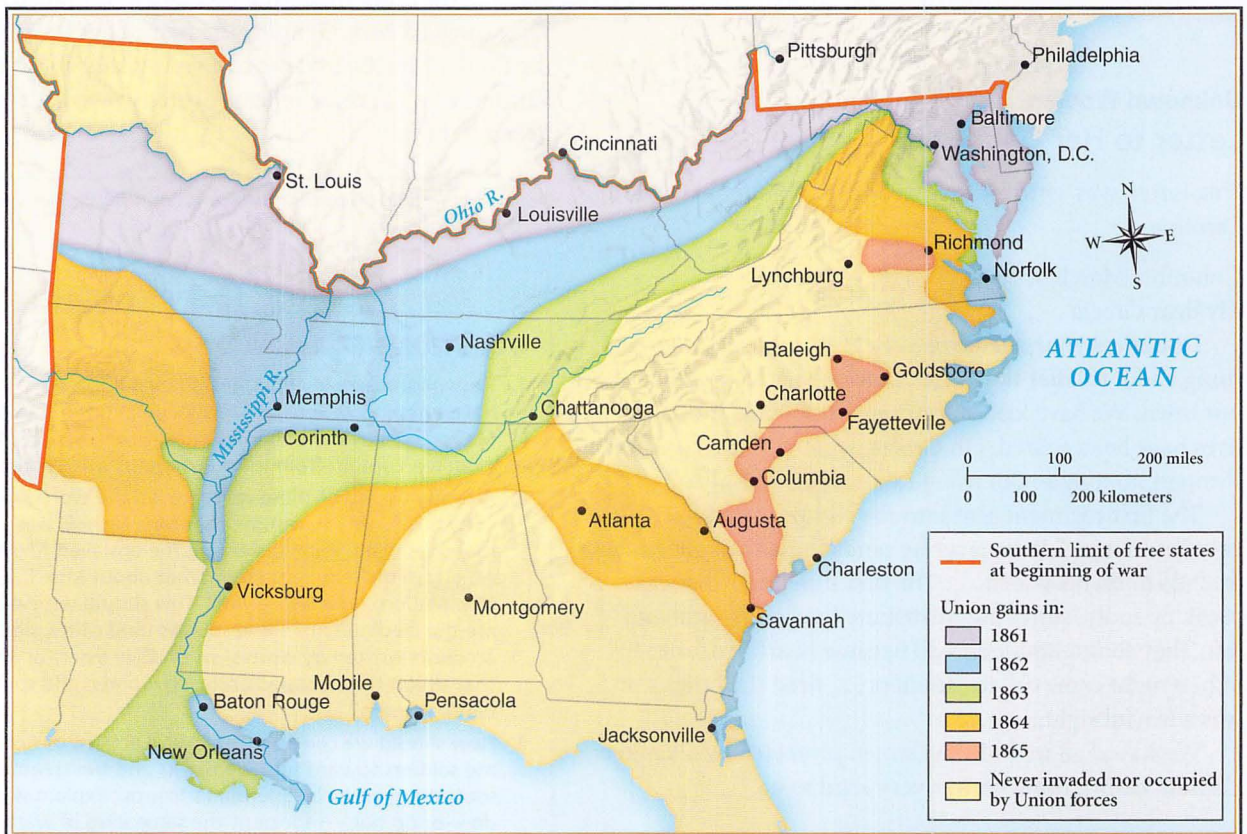 Pittsburgh
Philadelphia
Baltimore
Washington, D.C.
Cincinnati
St. Louis
Ohio R.
Louisville
N
W
E
S
Richmond
Lynchburg
Norfolk
Nashville
Raleigh
Goldsboro
ATLANTIC
OCEAN
Mississippi R.
Memphis
Corinth
Chattanooga
Charlotte
Fayetteville
Camden
Columbia
0 100 200 miles
0 100 200 kilometers
Atlanta
Augusta
Charleston
Vicksburg
Montgomery
Savannah
Mobile
Baton Rouge
Pensacola
New Orleans
Jacksonville
Gulf of Mexico
Southern limit of free states
at beginning of war
Union gains in:
1861
1862
1863
1864
1865
Never invaded nor occupied
by Union forces